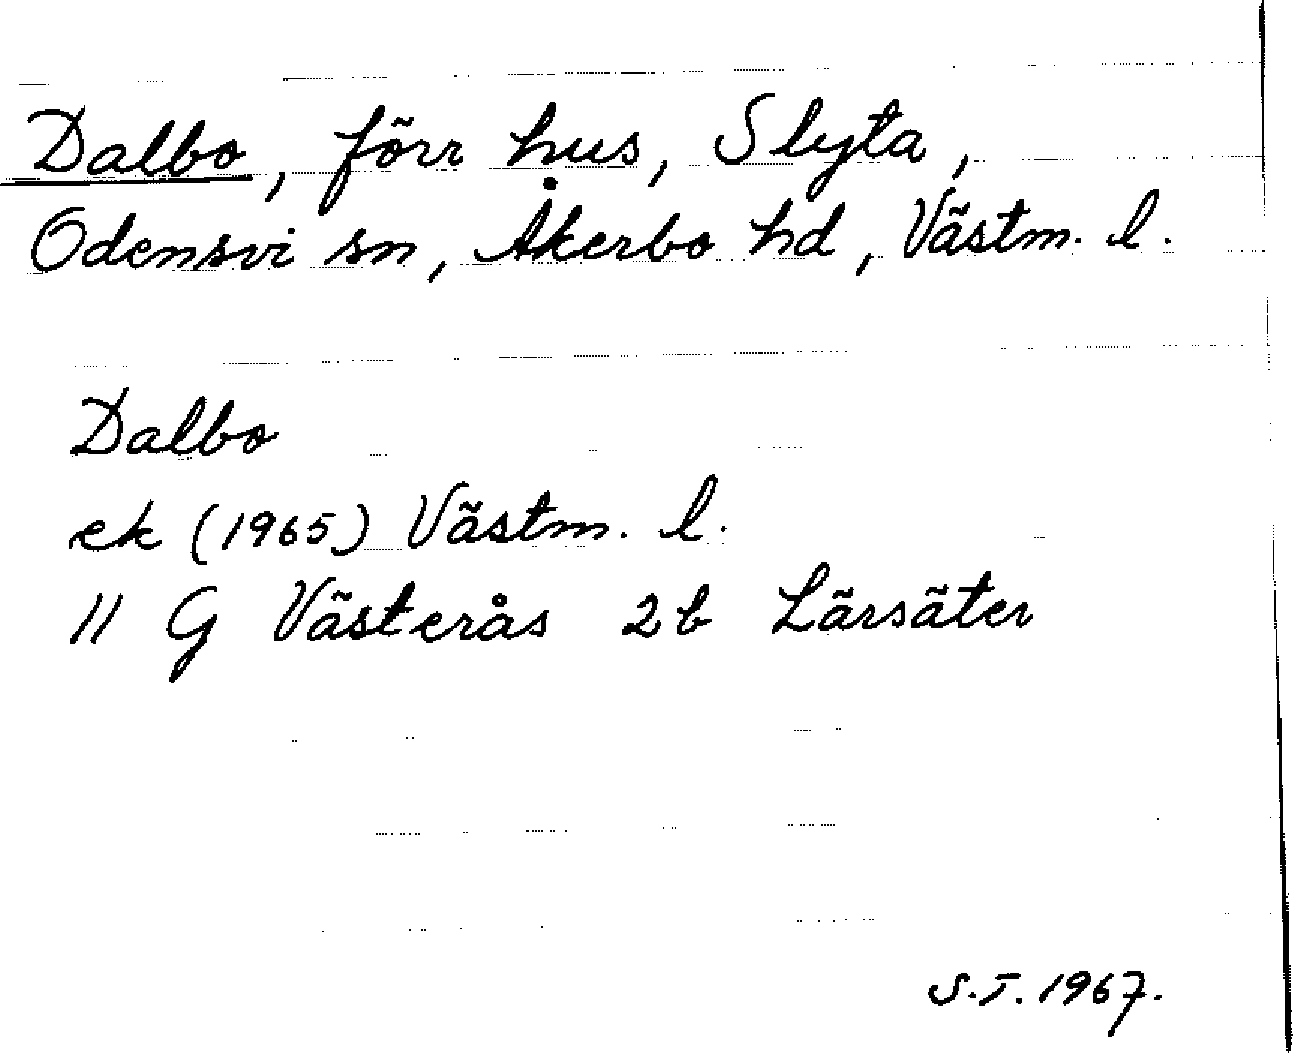 Dalbo, förr hus, Slyta,
Odensvi sn, Åkerbo hd, Västm. l.
Dalbo
ek (1965) Västm. l.
11 G Västerås 2b Lärsäter
S.T. 1967.